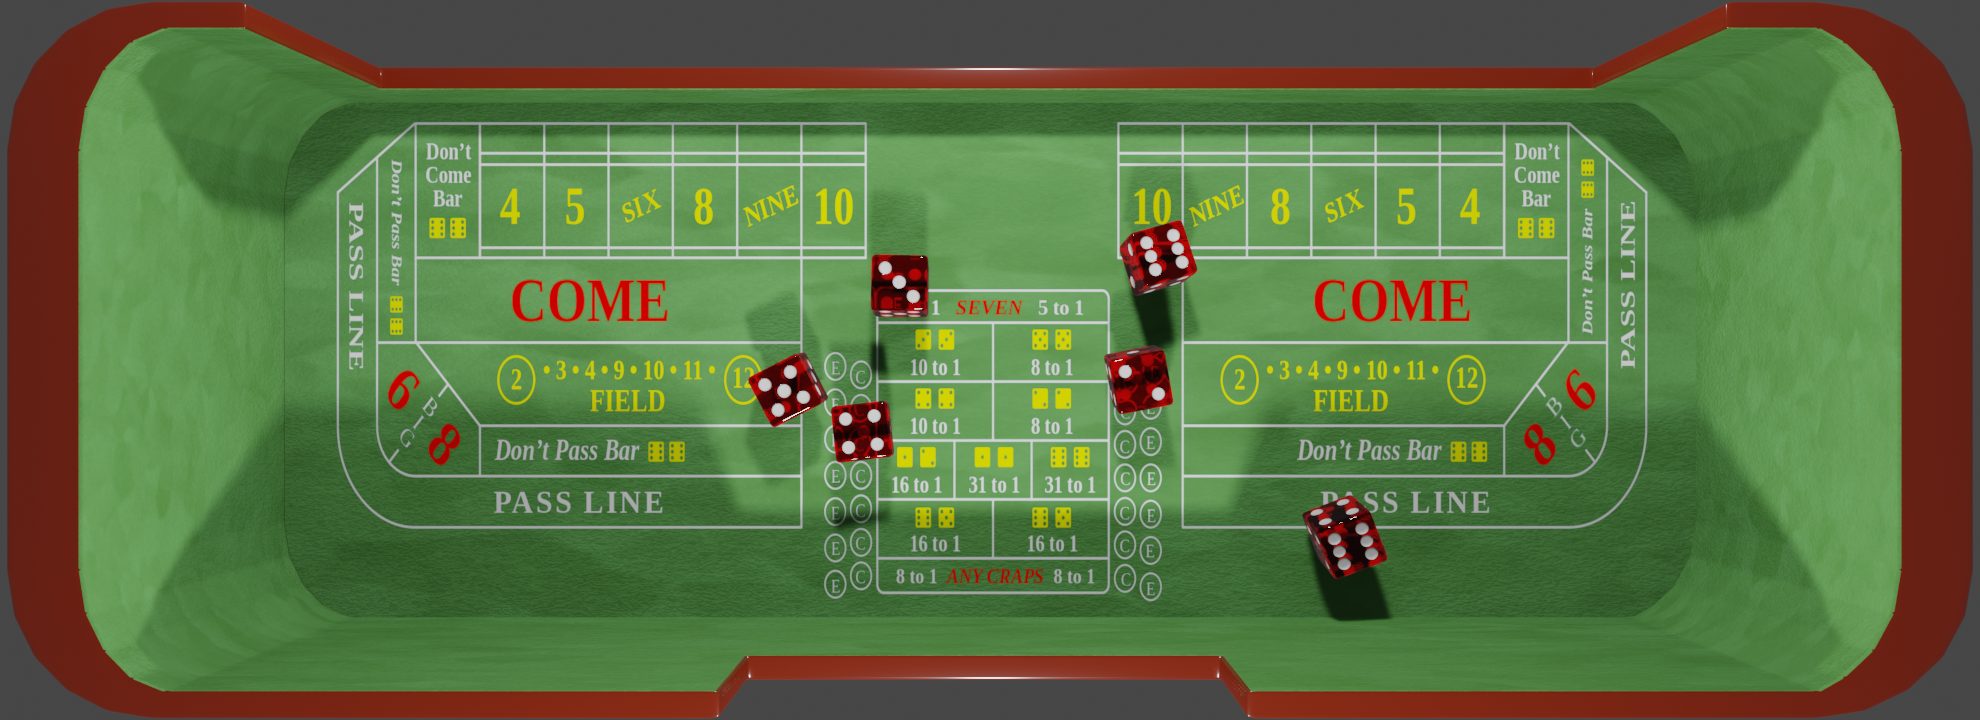 Don't
Come
Bar
4
5
SIX
8
NINE
10
Don't Pass Bar
PASS LINE
COME
2
• 3 • 4 • 9 • 10 • 11 •
12
FIELD
6
8
B
I
G
Don't Pass Bar
PASS LINE
1 SEVEN 5 to 1
10 to 1
8 to 1
10 to 1
8 to 1
16 to 1
31 to 1
31 to 1
16 to 1
16 to 1
8 to 1 ANY CRAPS 8 to 1
E C
E
E C
E C
E C
E C
C E
C E
C E
C E
C E
C E
10
NINE
8
SIX
5
4
Don't
Come
Bar
Don't Pass Bar
PASS LINE
COME
2
• 3 • 4 • 9 • 10 • 11 •
12
FIELD
6
8
B
I
G
Don't Pass Bar
PASS LINE